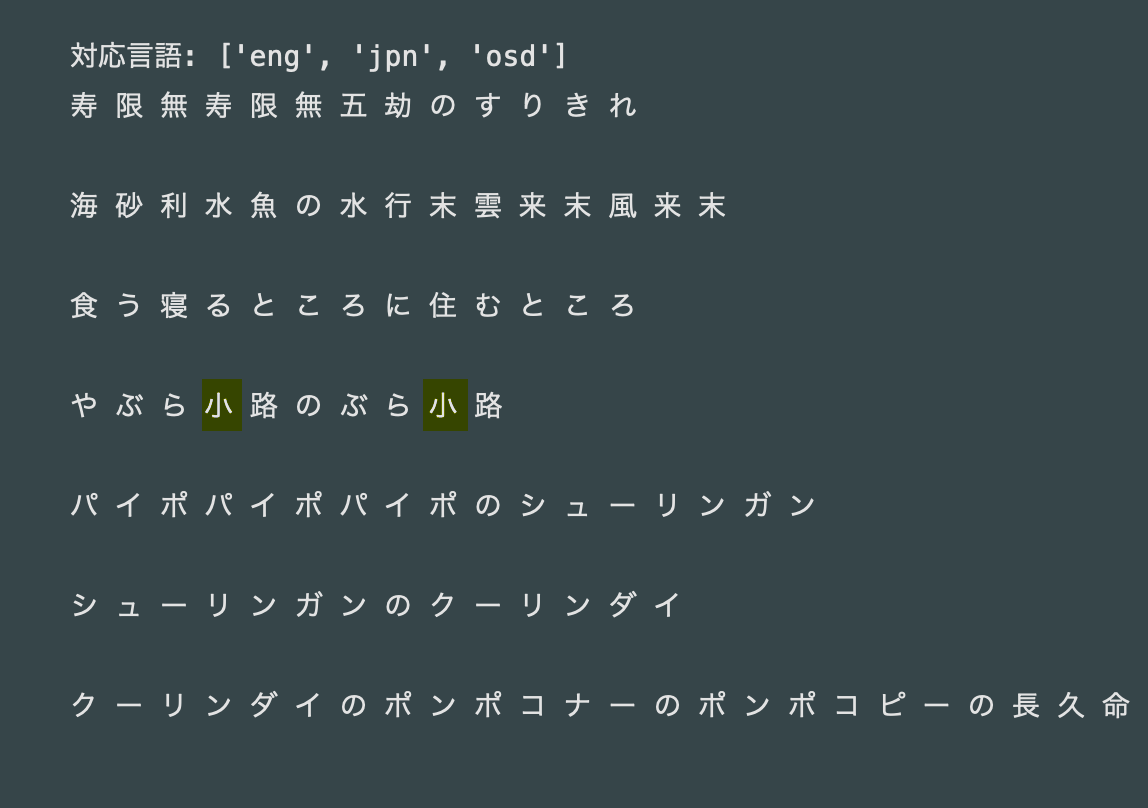 対応言語: ['eng', 'jpn', 'osd']
寿 限 無 寿 限 無 五 劫 の す り き れ
海 砂 利 水 魚 の 水 行 末 雲 来 末 風 来 末
食 う 寝 る と こ ろ に 住 む と こ ろ
や ぶ ら 小 路 の ぶ ら 小 路
パ イ ポ パ イ ポ パ イ ポ の シ ュ ー リ ン ガ ン
シ ュ ー リ ン ガ ン の ク ー リ ン ダ イ
ク ー リ ン ダ イ の ポ ン ポ コ ナ ー の ポ ン ポ コ ピ ー の 長 久 命